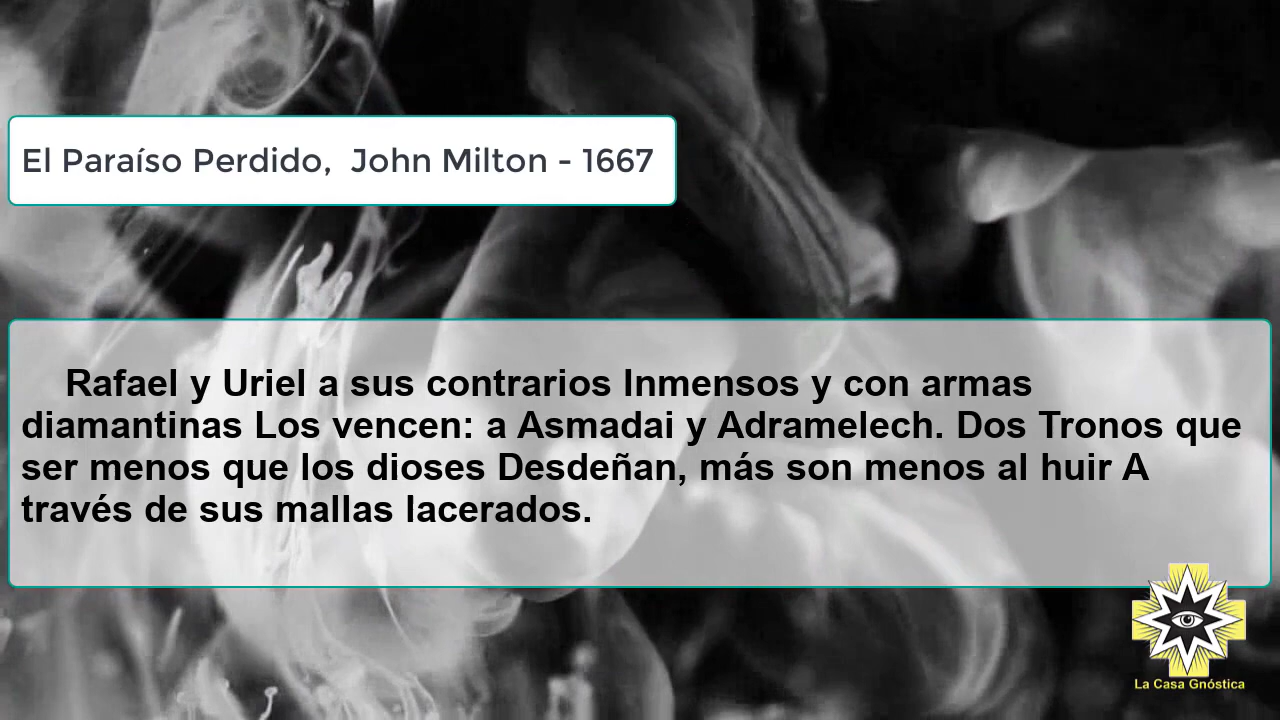 El Paraíso Perdido,  John Milton - 1667
Rafael y Uriel a sus contrarios Inmensos y con armas
diamantinas Los vencen: a Asmadai y Adramelech. Dos Tronos que
ser menos que los dioses Desdeñan, más son menos al huir A
través de sus mallas lacerados.
La Casa Gnóstica